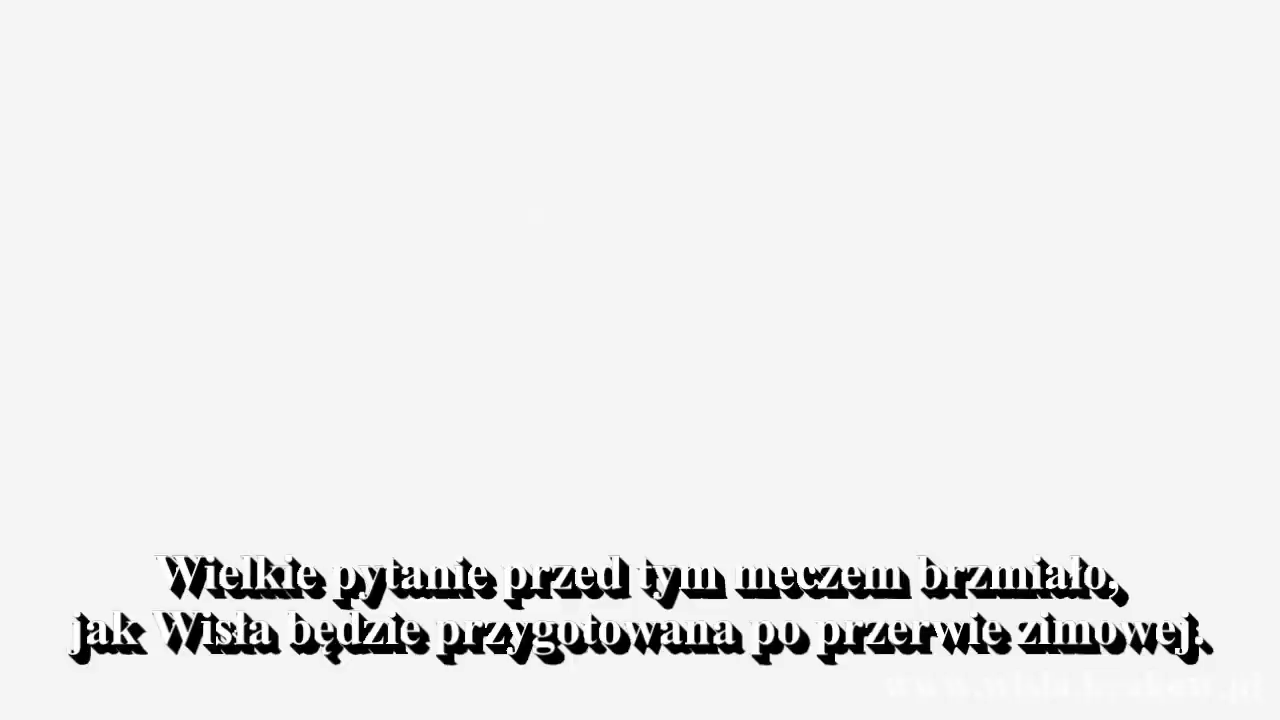 Wielkie pytanie przed tym meczem brzmiało,
jak Wisła będzie przygotowana po przerwie zimowej.